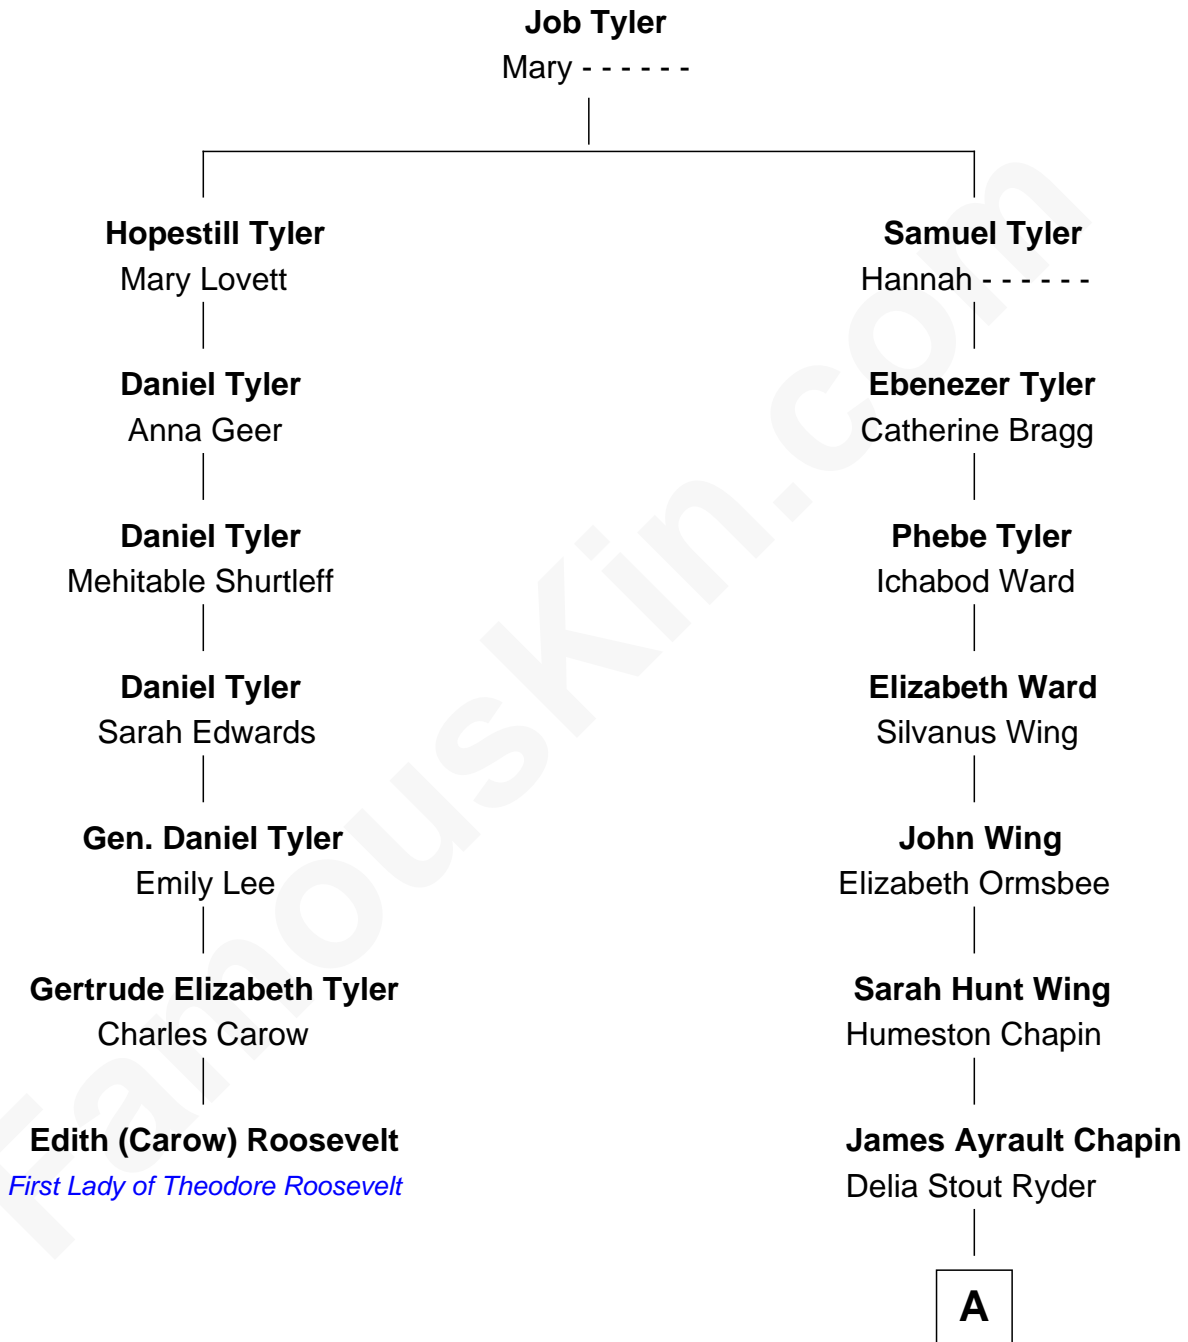 Job Tyler
Mary - - - - - -
Hopestill Tyler
Mary Lovett
Daniel Tyler
Anna Geer
Daniel Tyler
Mehitable Shurtleff
Daniel Tyler
Sarah Edwards
Gen. Daniel Tyler
Emily Lee
Gertrude Elizabeth Tyler
Charles Carow
Edith (Carow) Roosevelt
First Lady of Theodore Roosevelt
Samuel Tyler
Hannah - - - - - -
Ebenezer Tyler
Catherine Bragg
Phebe Tyler
Ichabod Ward
Elizabeth Ward
Silvanus Wing
John Wing
Elizabeth Ormsbee
Sarah Hunt Wing
Humeston Chapin
James Ayrault Chapin
Delia Stout Ryder
A
FamousKin.com